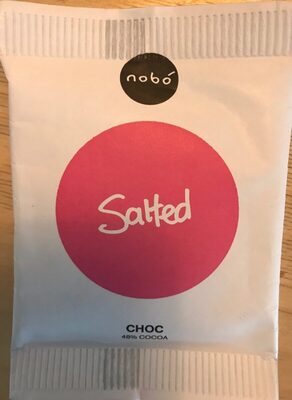 nobó
Salted
CHOC
48% COCOA